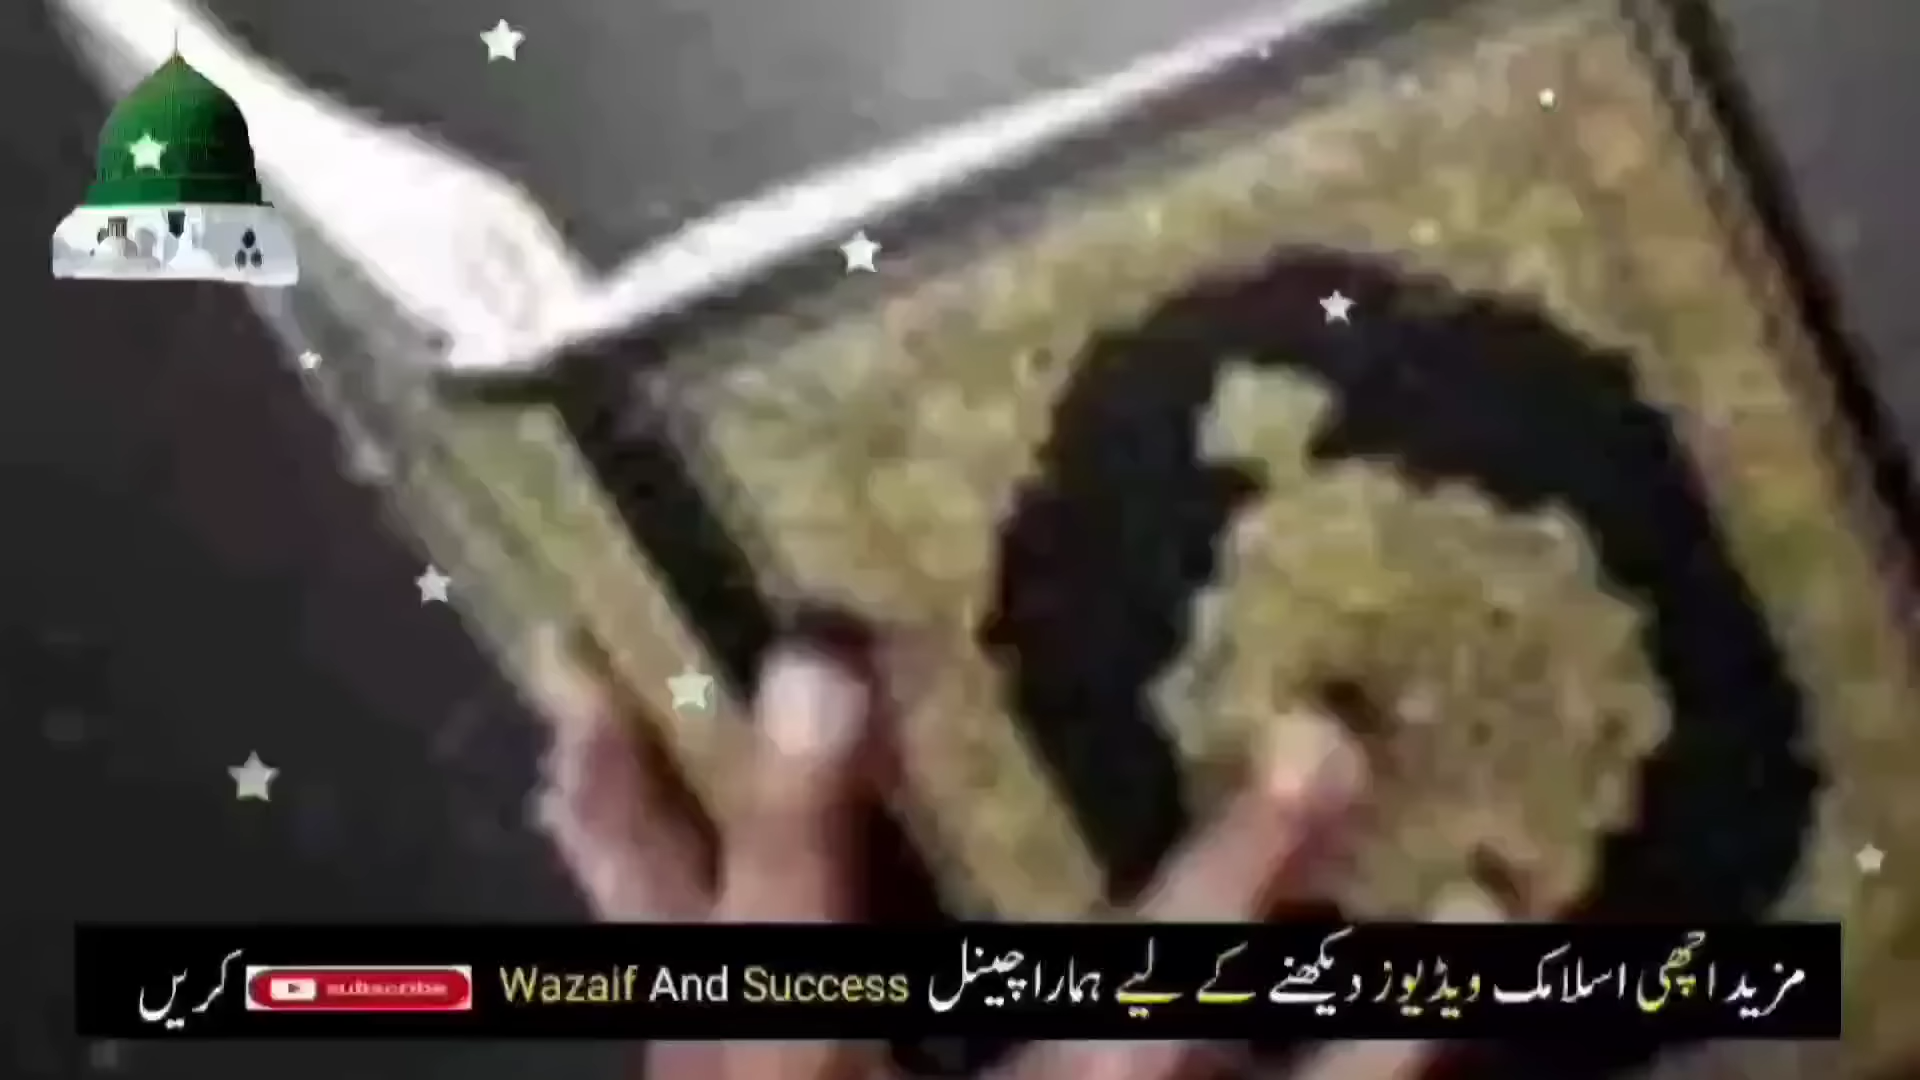 مزید اچھی اسلامک ویڈیوز دیکھنے کے لیے ہمارا چینل Wazaif And Success subscribe کریں